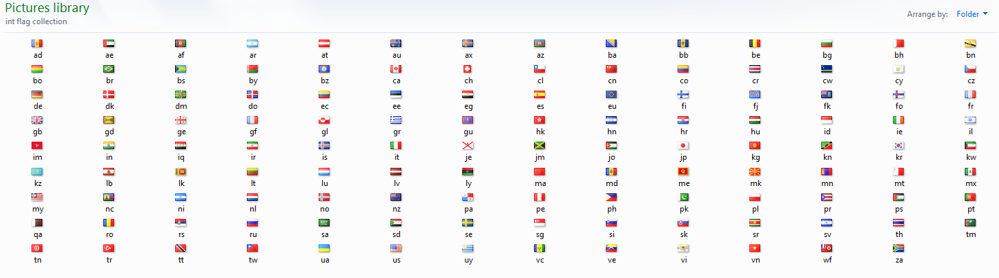 Pictures library
int flag collection
Arrange by: Folder
ad ae af ar at au ax az ba bb be bg bh bn
bo br bs by bz ca ch cl cn co cr cw cy cz
de dk dm do ec ee eg es eu fi fj fk fo fr
gb gd ge gf gl gr gu hk hn hr hu id ie il
im in iq ir is it je jm jo jp kg kn kr kw
kz lb lk lt lu lv ly ma md me mk mn mt mx
my nc ni nl no nz pa pe ph pk pl pr ps pt
qa ro rs ru sa sd se sg si sk sr sv th tm
tn tr tt tw ua us uy vc ve vi vn wf za